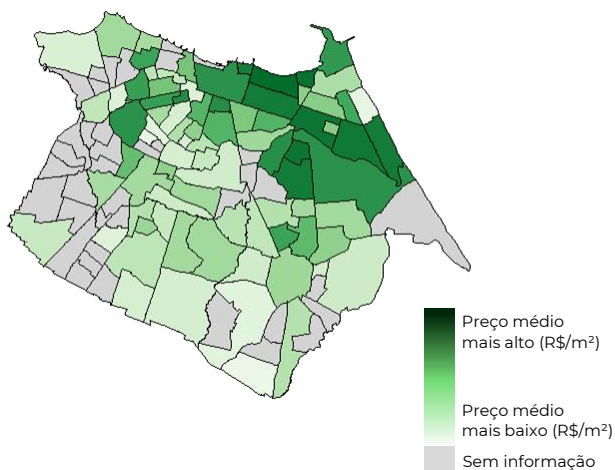 Preço médio
mais alto (R$/m²)
Preço médio
mais baixo (R$/m²)
Sem informação